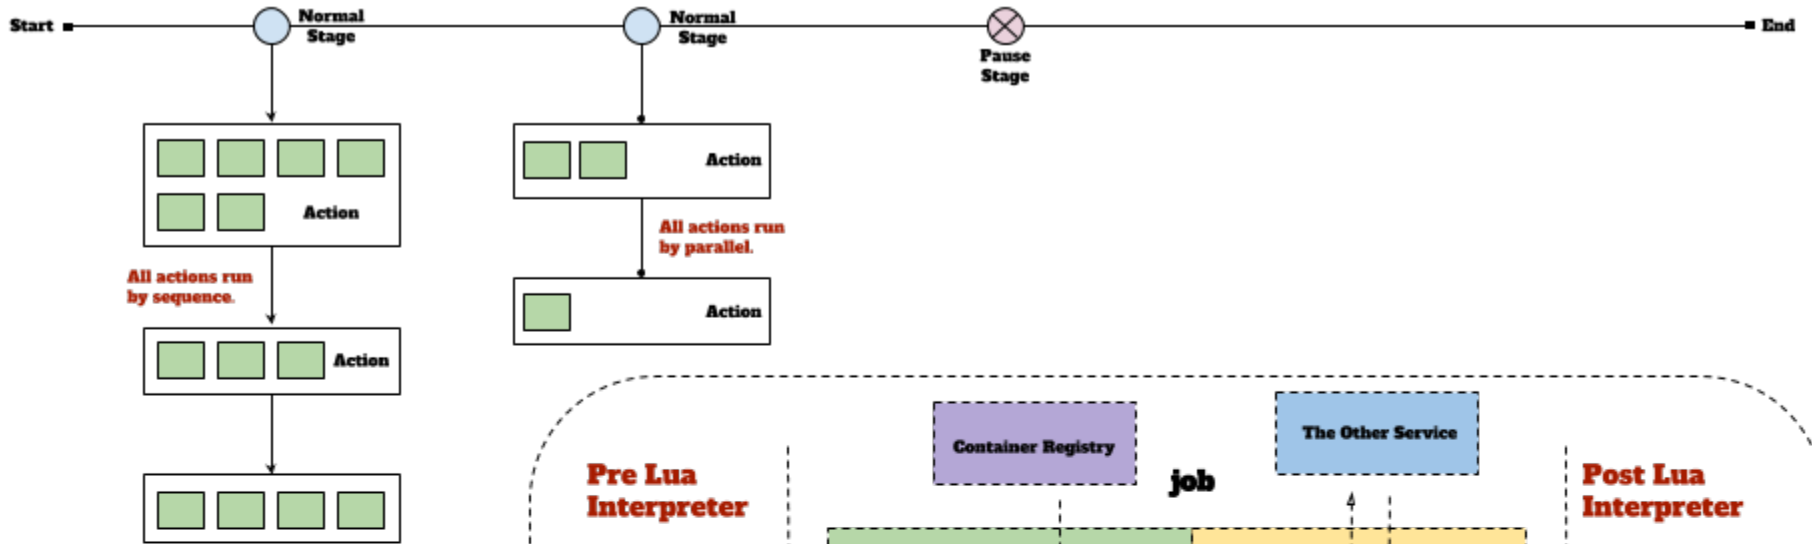 Start
Normal
Stage
Normal
Stage
Pause
Stage
End
Action
All actions run
by sequence.
Action
Action
All actions run
by parallel.
Action
Pre Lua
Interpreter
Container Registry
job
The Other Service
Post Lua
Interpreter